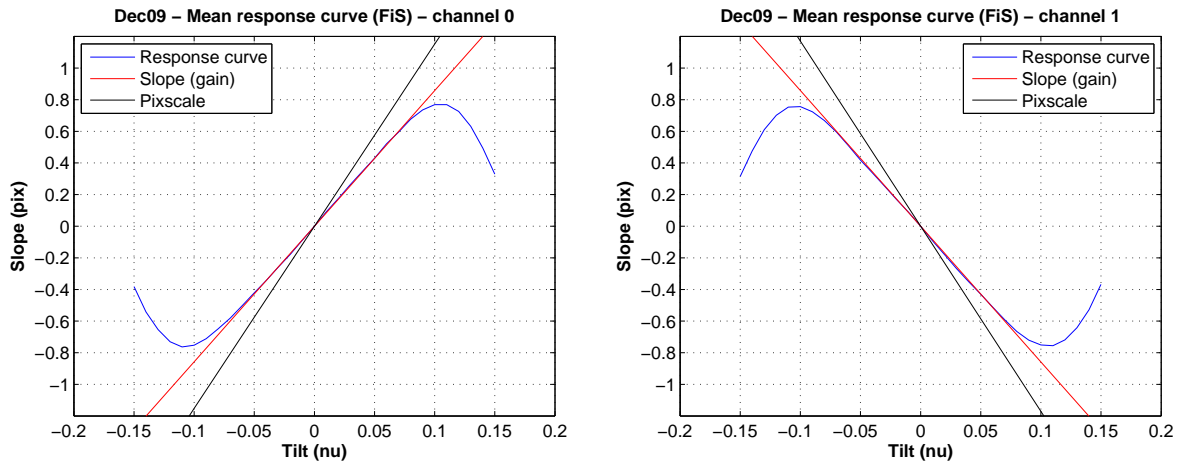 Dec09 − Mean response curve (FiS) − channel 0
Response curve
Slope (gain)
Pixscale
1
0.8
0.6
0.4
0.2
0
−0.2
−0.4
−0.6
−0.8
−1
Slope (pix)
−0.2 −0.15 −0.1 −0.05 0 0.05 0.1 0.15 0.2
Tilt (nu)
Dec09 − Mean response curve (FiS) − channel 1
Response curve
Slope (gain)
Pixscale
1
0.8
0.6
0.4
0.2
0
−0.2
−0.4
−0.6
−0.8
−1
Slope (pix)
−0.2 −0.15 −0.1 −0.05 0 0.05 0.1 0.15 0.2
Tilt (nu)